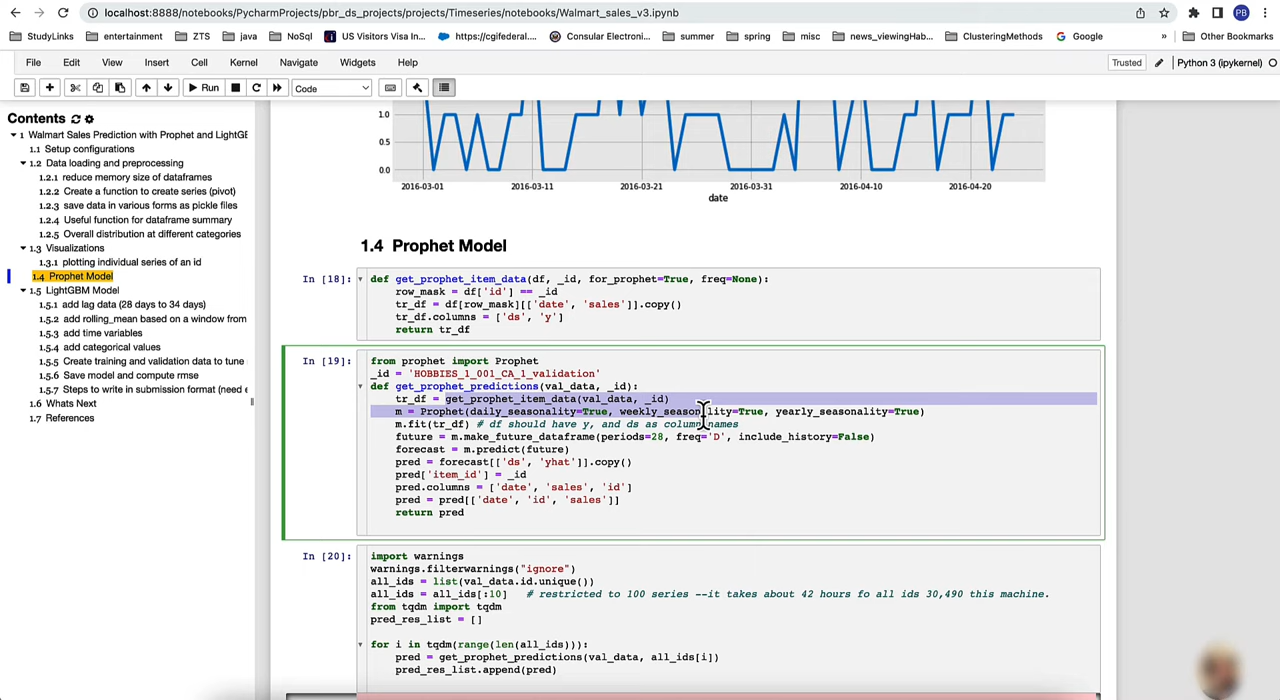 localhost:8888/notebooks/PycharmProjects/pbr_ds_projects/projects/Timeseries/notebooks/Walmart_sales_v3.ipynb
PB
StudyLinks entertainment ZTS java NoSql US Visitors Visa In... https://cgifederal.... Consular Electroni... summer spring misc news_viewingHab... ClusteringMethods Google » Other Bookmarks
File Edit View Insert Cell Kernel Navigate Widgets Help Trusted Python 3 (ipykernel)
Run Code
Contents
1 Walmart Sales Prediction with Prophet and LightGB
1.1 Setup configurations
1.2 Data loading and preprocessing
1.2.1 reduce memory size of dataframes
1.2.2 Create a function to create series (pivot)
1.2.3 save data in various forms as pickle files
1.2.4 Useful function for dataframe summary
1.2.5 Overall distribution at different categories
1.3 Visualizations
1.3.1 plotting individual series of an id
1.4 Prophet Model
1.5 LightGBM Model
1.5.1 add lag data (28 days to 34 days)
1.5.2 add rolling_mean based on a window from
1.5.3 add time variables
1.5.4 add categorical values
1.5.5 Create training and validation data to tune
1.5.6 Save model and compute rmse
1.5.7 Steps to write in submission format (need e
1.6 Whats Next
1.7 References
1.0
0.5
0.0
2016-03-01 2016-03-11 2016-03-21 2016-03-31 2016-04-10 2016-04-20
date
1.4 Prophet Model
In [18]:
def get_prophet_item_data(df, _id, for_prophet=True, freq=None):
row_mask = df['id'] == _id
tr_df = df[row_mask][['date', 'sales']].copy()
tr_df.columns = ['ds', 'y']
return tr_df
In [19]:
from prophet import Prophet
_id = 'HOBBIES_1_001_CA_1_validation'
def get_prophet_predictions(val_data, _id):
tr_df = get_prophet_item_data(val_data, _id)
m = Prophet(daily_seasonality=True, weekly_seasonality=True, yearly_seasonality=True)
m.fit(tr_df) # df should have y, and ds as column names
future = m.make_future_dataframe(periods=28, freq='D', include_history=False)
forecast = m.predict(future)
pred = forecast[['ds', 'yhat']].copy()
pred['item_id'] = _id
pred.columns = ['date', 'sales', 'id']
pred = pred[['date', 'id', 'sales']]
return pred
In [20]:
import warnings
warnings.filterwarnings("ignore")
all_ids = list(val_data.id.unique())
all_ids = all_ids[:10] # restricted to 100 series --it takes about 42 hours fo all ids 30,490 this machine.
from tqdm import tqdm
pred_res_list = []
for i in tqdm(range(len(all_ids))):
pred = get_prophet_predictions(val_data, all_ids[i])
pred_res_list.append(pred)